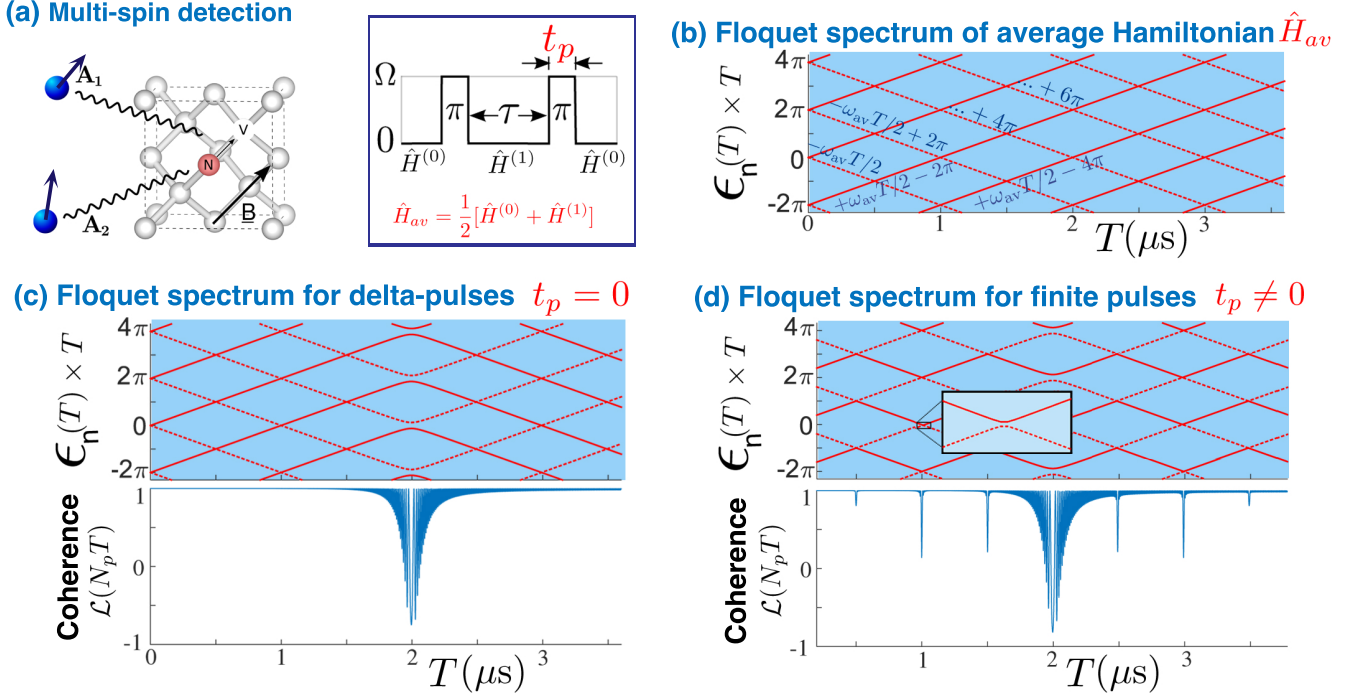 (a) Multi-spin detection
A₁
A₂
V
N
B
t_p
Ω
0
π
τ
π
Ĥ^(0)
Ĥ^(1)
Ĥ^(0)
Ĥ_av = 1/2 [Ĥ^(0) + Ĥ^(1)]
(b) Floquet spectrum of average Hamiltonian Ĥ_av
ϵ_n(T) × T
4π
2π
0
-2π
... + 6π
... + 4π
−ω_av T/2 + 2π
−ω_av T/2
+ω_av T/2 − 2π
+ω_av T/2 − 4π
0
1
2
3
T(μs)
(c) Floquet spectrum for delta-pulses t_p = 0
ϵ_n(T) × T
4π
2π
0
-2π
Coherence
ℒ(N_p T)
1
0
-1
0
1
2
3
T(μs)
(d) Floquet spectrum for finite pulses t_p ≠ 0
ϵ_n(T) × T
4π
2π
0
-2π
Coherence
ℒ(N_p T)
1
0
-1
1
2
3
T(μs)